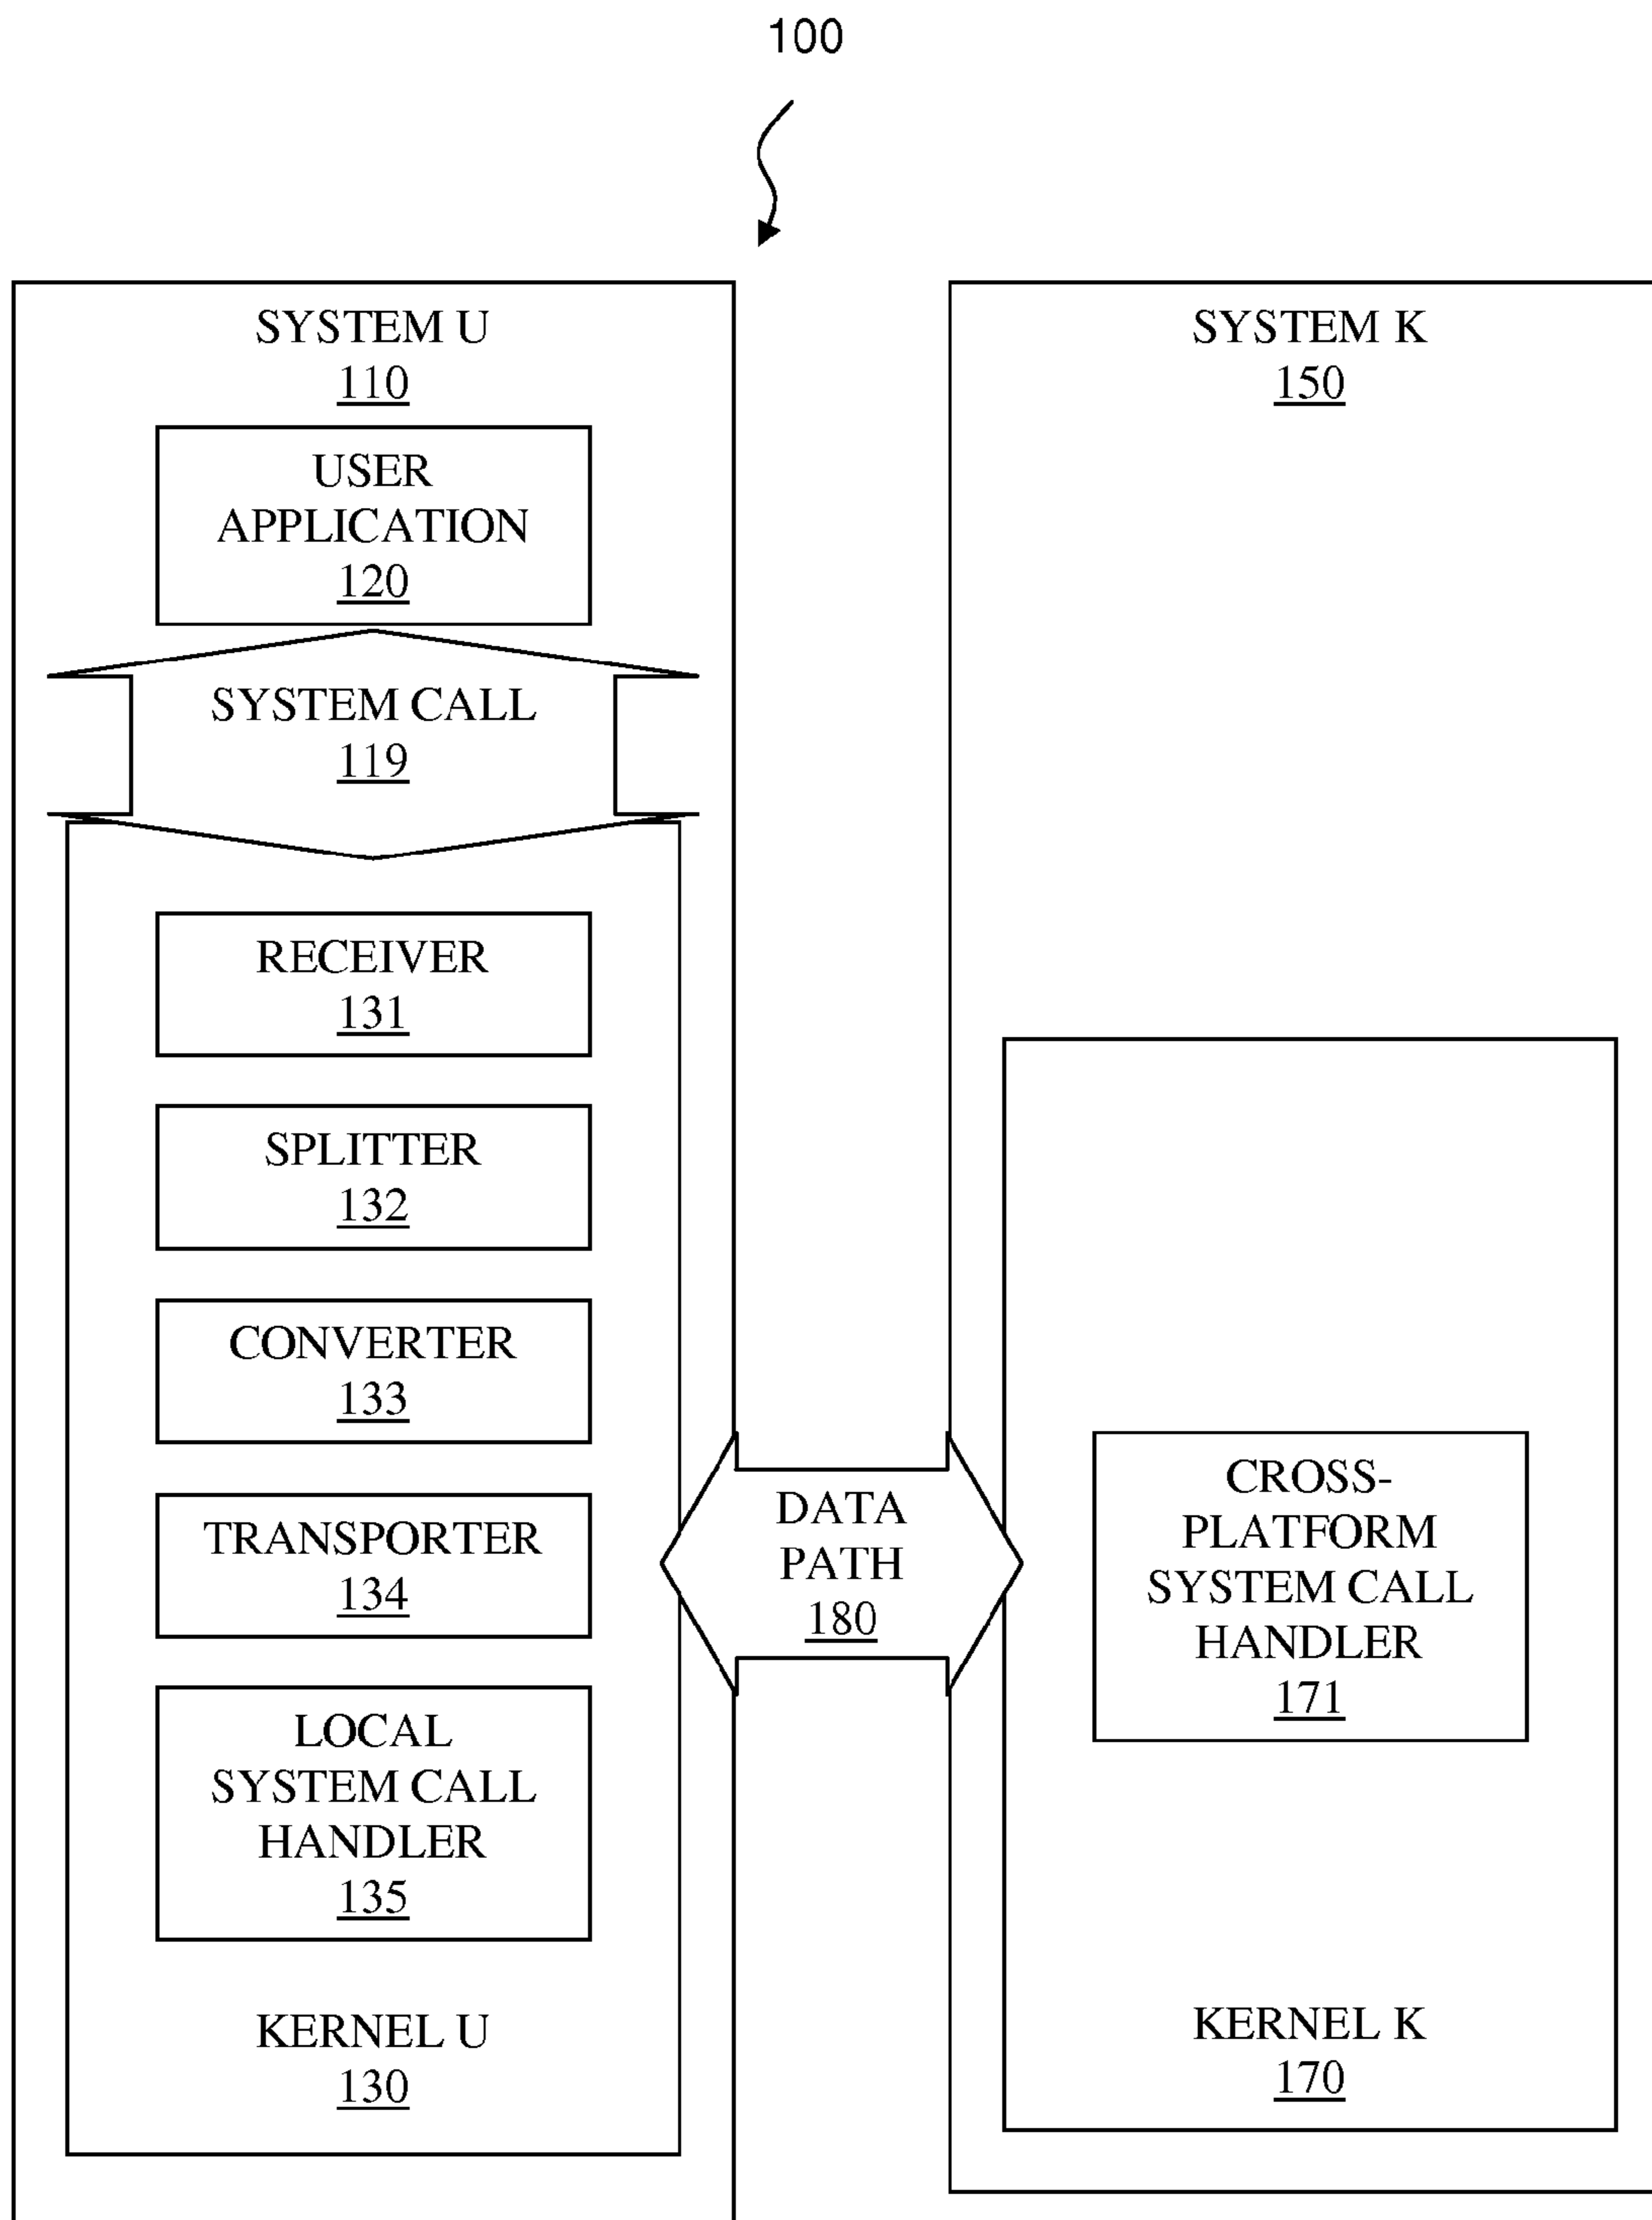 100
SYSTEM U
110
USER
APPLICATION
120
SYSTEM CALL
119
RECEIVER
131
SPLITTER
132
CONVERTER
133
TRANSPORTER
134
LOCAL
SYSTEM CALL
HANDLER
135
KERNEL U
130
DATA
PATH
180
SYSTEM K
150
CROSS-
PLATFORM
SYSTEM CALL
HANDLER
171
KERNEL K
170